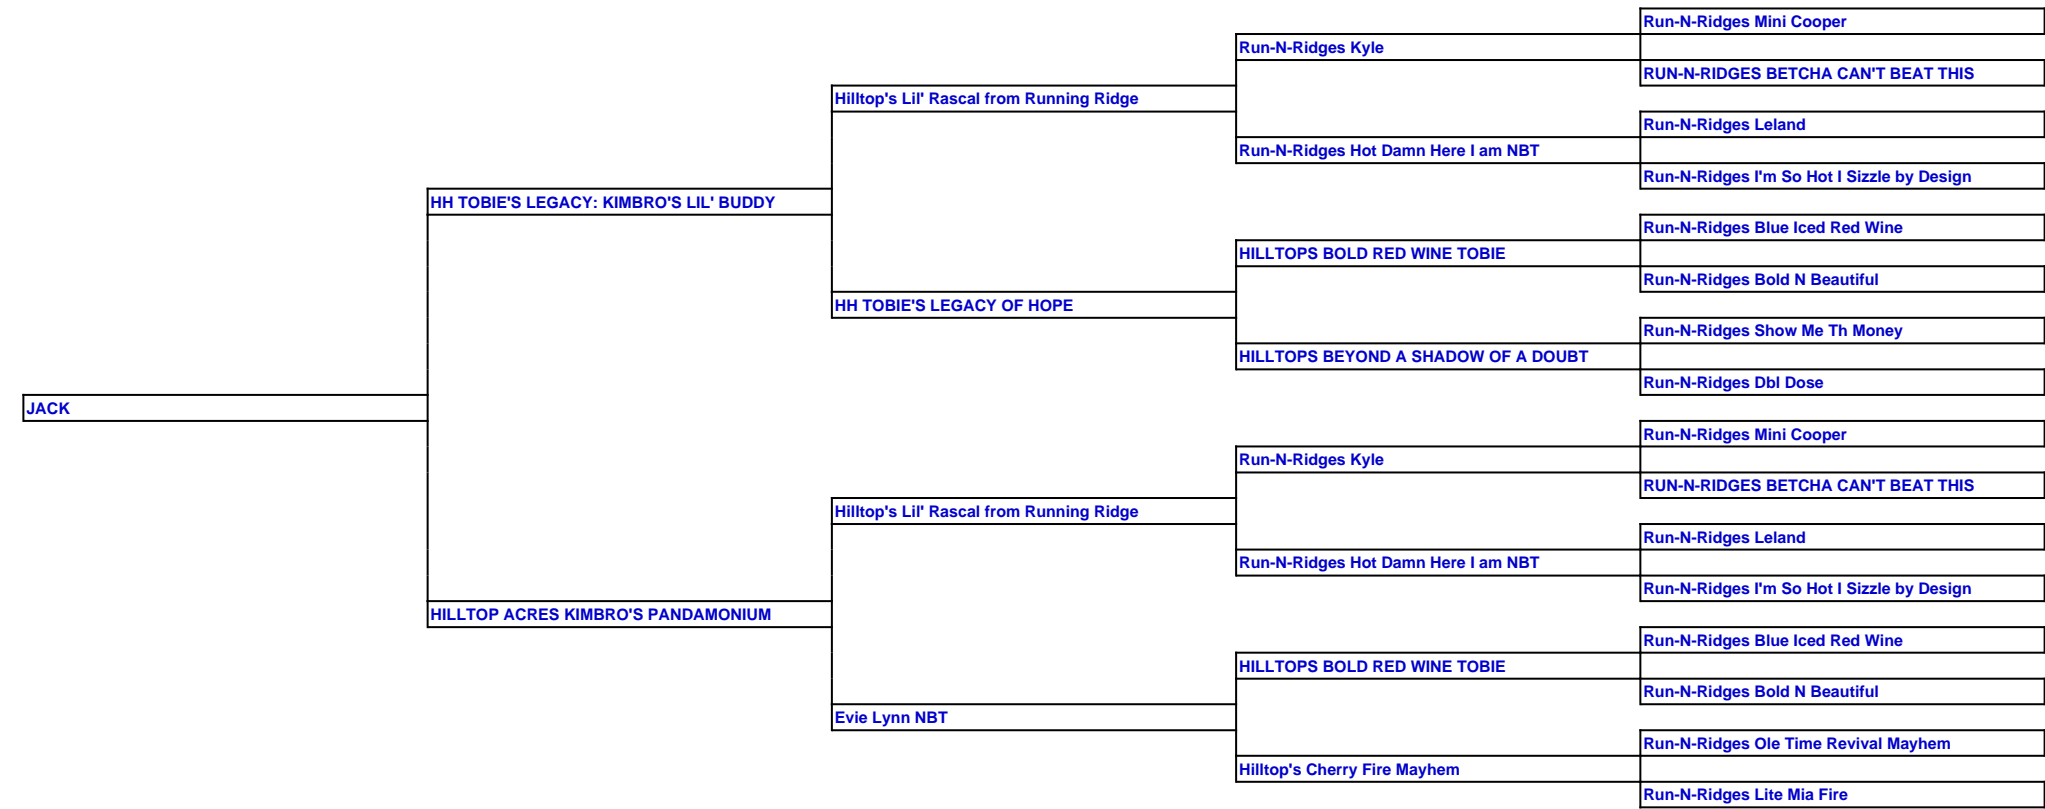 Run-N-Ridges Mini Cooper
Run-N-Ridges Kyle
RUN-N-RIDGES BETCHA CAN'T BEAT THIS
Hilltop's Lil' Rascal from Running Ridge
Run-N-Ridges Leland
Run-N-Ridges Hot Damn Here I am NBT
Run-N-Ridges I'm So Hot I Sizzle by Design
HH TOBIE'S LEGACY: KIMBRO'S LIL' BUDDY
Run-N-Ridges Blue Iced Red Wine
HILLTOPS BOLD RED WINE TOBIE
Run-N-Ridges Bold N Beautiful
HH TOBIE'S LEGACY OF HOPE
Run-N-Ridges Show Me Th Money
HILLTOPS BEYOND A SHADOW OF A DOUBT
Run-N-Ridges Dbl Dose
JACK
Run-N-Ridges Mini Cooper
Run-N-Ridges Kyle
RUN-N-RIDGES BETCHA CAN'T BEAT THIS
Hilltop's Lil' Rascal from Running Ridge
Run-N-Ridges Leland
Run-N-Ridges Hot Damn Here I am NBT
Run-N-Ridges I'm So Hot I Sizzle by Design
HILLTOP ACRES KIMBRO'S PANDAMONIUM
Run-N-Ridges Blue Iced Red Wine
HILLTOPS BOLD RED WINE TOBIE
Run-N-Ridges Bold N Beautiful
Evie Lynn NBT
Run-N-Ridges Ole Time Revival Mayhem
Hilltop's Cherry Fire Mayhem
Run-N-Ridges Lite Mia Fire